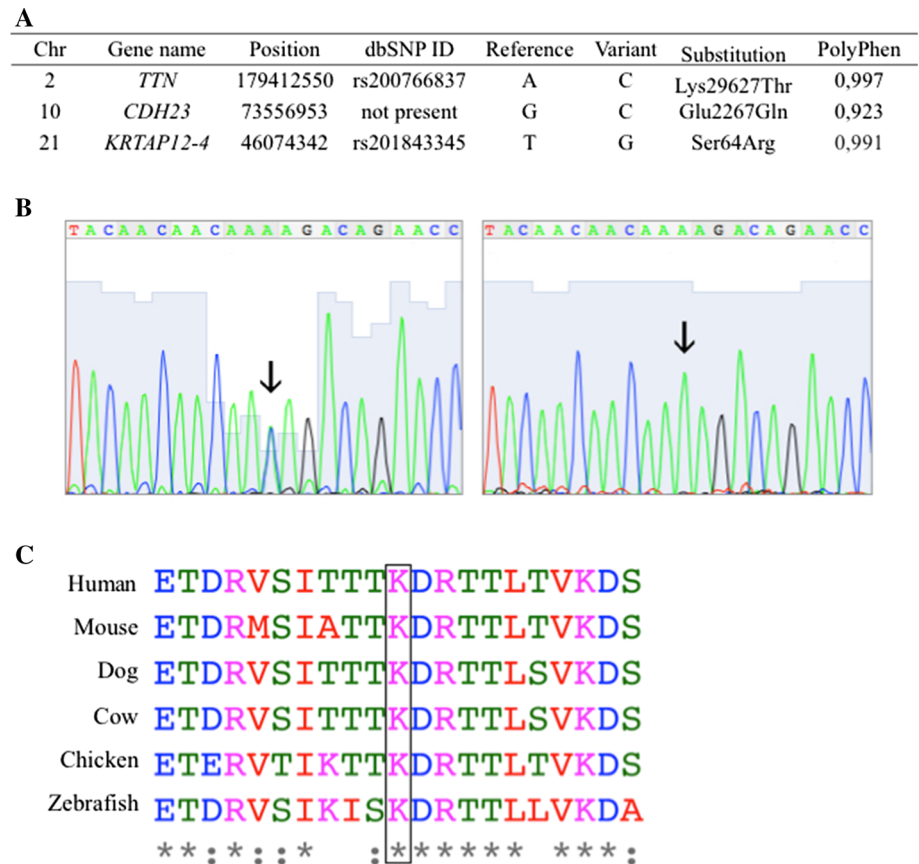 A
Chr Gene name Position dbSNP ID Reference Variant Substitution PolyPhen
2 TTN 179412550 rs200766837 A C Lys29627Thr 0,997
10 CDH23 73556953 not present G C Glu2267Gln 0,923
21 KRTAP12-4 46074342 rs201843345 T G Ser64Arg 0,991
B
T A C A A C A A C A A A A G A C A G A A C C T A C A A C A A C A A A A G A C A G A A C C
C
Human ETDRVSITTTKDRTTLTVKDS
Mouse ETDRMSIATTKDRTTLTVKDS
Dog ETDRVSITTTKDRTTLSVKDS
Cow ETDRVSITTTKDRTTLSVKDS
Chicken ETERVTIKTTKDRTTLTVKDS
Zebrafish ETDRVSIKISKDRTTLLVKDA
**:*::*  :****** ***: